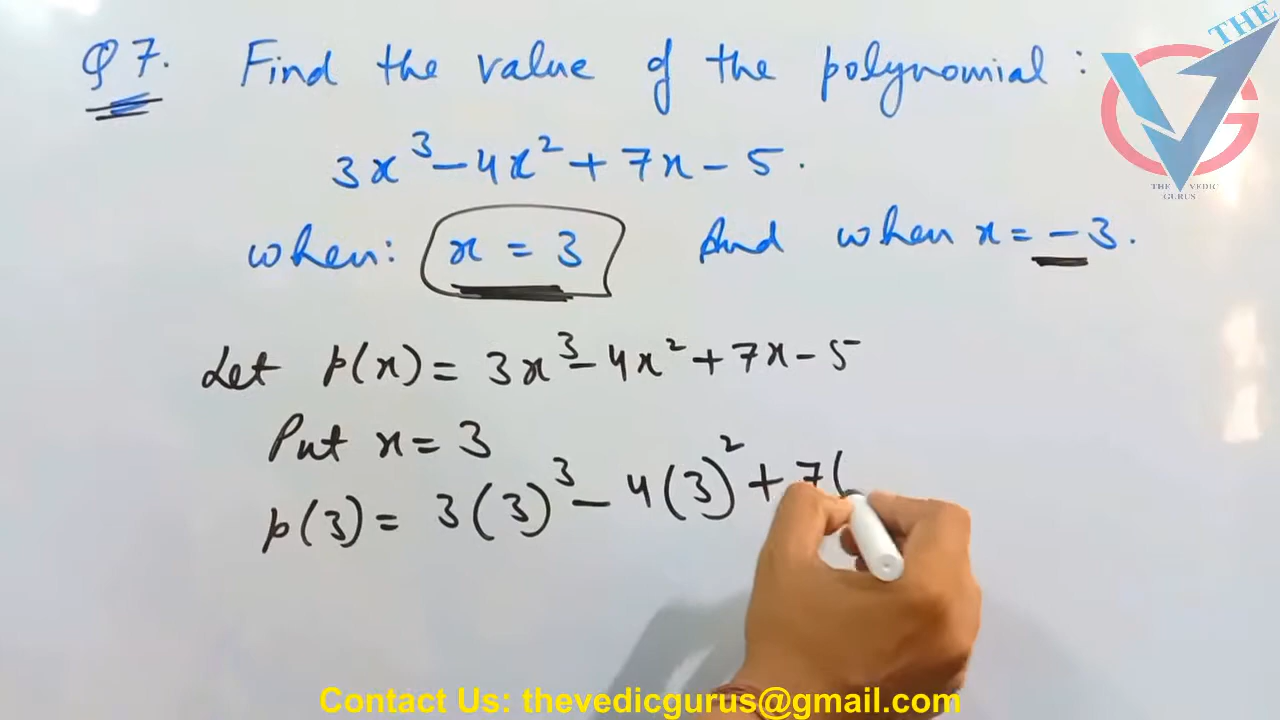 Q 7. Find the value of the polynomial:
3x³ - 4x² + 7x - 5.
when: x = 3 And when x = -3.
Let p(x) = 3x³ - 4x² + 7x - 5
Put x = 3
p(3) = 3(3)³ - 4(3)² + 7(
THE
VG
THE VEDIC
GURUS
Contact Us: thevedicgurus@gmail.com